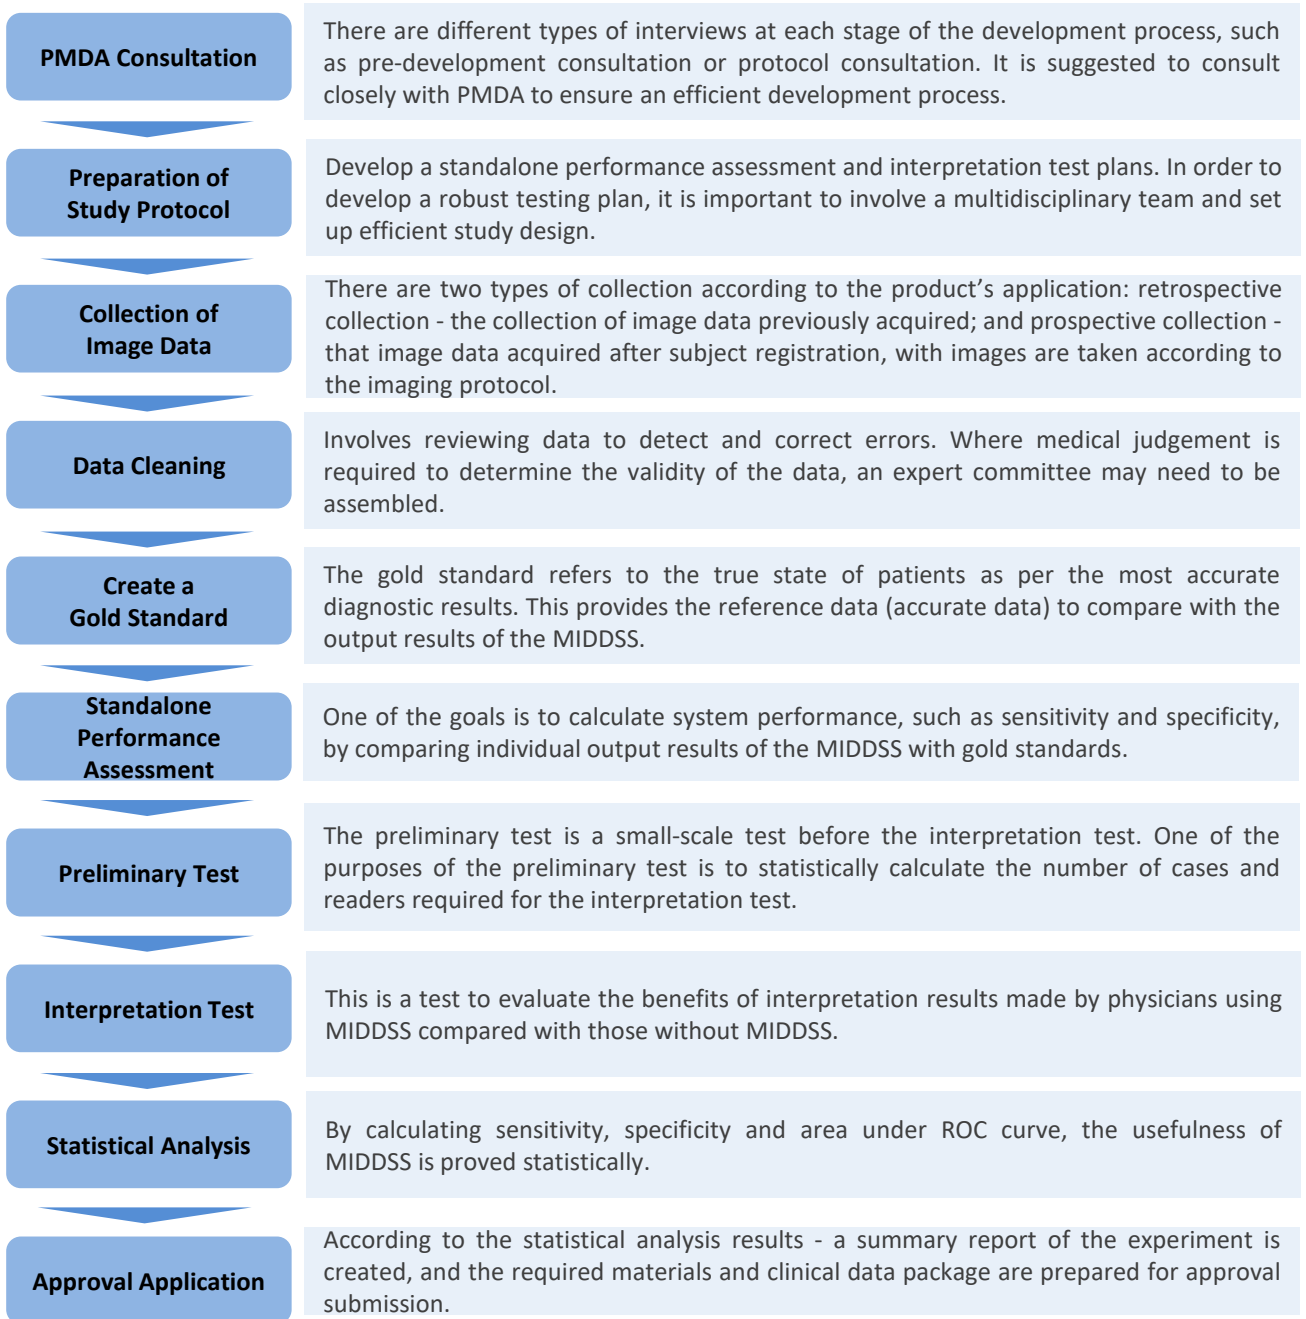 PMDA Consultation
There are different types of interviews at each stage of the development process, such
as pre-development consultation or protocol consultation. It is suggested to consult
closely with PMDA to ensure an efficient development process.
Preparation of
Study Protocol
Develop a standalone performance assessment and interpretation test plans. In order to
develop a robust testing plan, it is important to involve a multidisciplinary team and set
up efficient study design.
Collection of
Image Data
There are two types of collection according to the product’s application: retrospective
collection - the collection of image data previously acquired; and prospective collection -
that image data acquired after subject registration, with images are taken according to
the imaging protocol.
Data Cleaning
Involves reviewing data to detect and correct errors. Where medical judgement is
required to determine the validity of the data, an expert committee may need to be
assembled.
Create a
Gold Standard
The gold standard refers to the true state of patients as per the most accurate
diagnostic results. This provides the reference data (accurate data) to compare with the
output results of the MIDDSS.
Standalone
Performance
Assessment
One of the goals is to calculate system performance, such as sensitivity and specificity,
by comparing individual output results of the MIDDSS with gold standards.
Preliminary Test
The preliminary test is a small-scale test before the interpretation test. One of the
purposes of the preliminary test is to statistically calculate the number of cases and
readers required for the interpretation test.
Interpretation Test
This is a test to evaluate the benefits of interpretation results made by physicians using
MIDDSS compared with those without MIDDSS.
Statistical Analysis
By calculating sensitivity, specificity and area under ROC curve, the usefulness of
MIDDSS is proved statistically.
Approval Application
According to the statistical analysis results - a summary report of the experiment is
created, and the required materials and clinical data package are prepared for approval
submission.